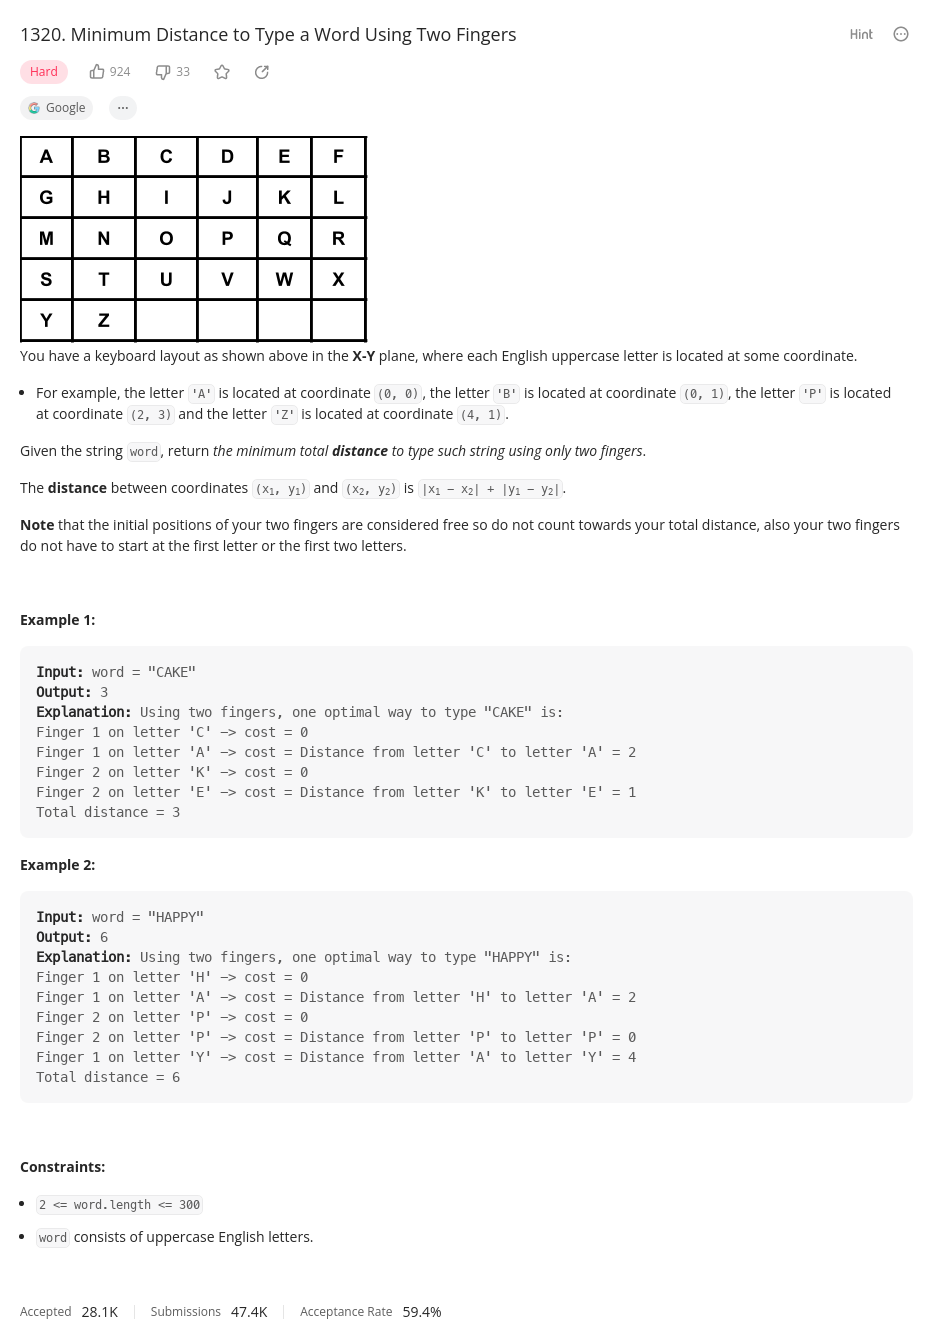 1320. Minimum Distance to Type a Word Using Two Fingers
Hint
Hard 924 33
Google ...
A B C D E F
G H I J K L
M N O P Q R
S T U V W X
Y Z
You have a keyboard layout as shown above in the X-Y plane, where each English uppercase letter is located at some coordinate.
• For example, the letter 'A' is located at coordinate (0, 0), the letter 'B' is located at coordinate (0, 1), the letter 'P' is located
at coordinate (2, 3) and the letter 'Z' is located at coordinate (4, 1).
Given the string word, return the minimum total distance to type such string using only two fingers.
The distance between coordinates (x₁, y₁) and (x₂, y₂) is |x₁ − x₂| + |y₁ − y₂|.
Note that the initial positions of your two fingers are considered free so do not count towards your total distance, also your two fingers
do not have to start at the first letter or the first two letters.
Example 1:
Input: word = "CAKE"
Output: 3
Explanation: Using two fingers, one optimal way to type "CAKE" is:
Finger 1 on letter 'C' -> cost = 0
Finger 1 on letter 'A' -> cost = Distance from letter 'C' to letter 'A' = 2
Finger 2 on letter 'K' -> cost = 0
Finger 2 on letter 'E' -> cost = Distance from letter 'K' to letter 'E' = 1
Total distance = 3
Example 2:
Input: word = "HAPPY"
Output: 6
Explanation: Using two fingers, one optimal way to type "HAPPY" is:
Finger 1 on letter 'H' -> cost = 0
Finger 1 on letter 'A' -> cost = Distance from letter 'H' to letter 'A' = 2
Finger 2 on letter 'P' -> cost = 0
Finger 2 on letter 'P' -> cost = Distance from letter 'P' to letter 'P' = 0
Finger 1 on letter 'Y' -> cost = Distance from letter 'A' to letter 'Y' = 4
Total distance = 6
Constraints:
• 2 <= word.length <= 300
• word consists of uppercase English letters.
Accepted 28.1K Submissions 47.4K Acceptance Rate 59.4%